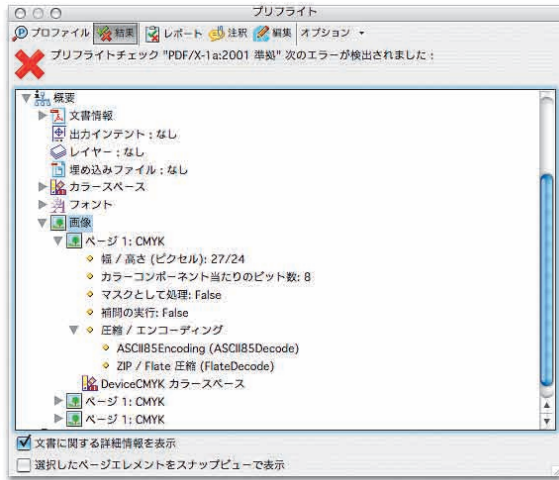 プリフライト
プロファイル 結果 レポート 注釈 編集 オプション
プリフライトチェック "PDF/X-1a:2001 準拠" 次のエラーが検出されました：
概要
文書情報
出力インテント：なし
レイヤー：なし
埋め込みファイル：なし
カラースペース
フォント
画像
ページ 1: CMYK
幅 / 高さ (ピクセル): 27/24
カラーコンポーネント当たりのビット数: 8
マスクとして処理: False
補間の実行: False
圧縮 / エンコーディング
ASCII85Encoding (ASCII85Decode)
ZIP / Flate 圧縮 (FlateDecode)
DeviceCMYK カラースペース
ページ 1: CMYK
ページ 1: CMYK
文書に関する詳細情報を表示
選択したページエレメントをスナップビューで表示